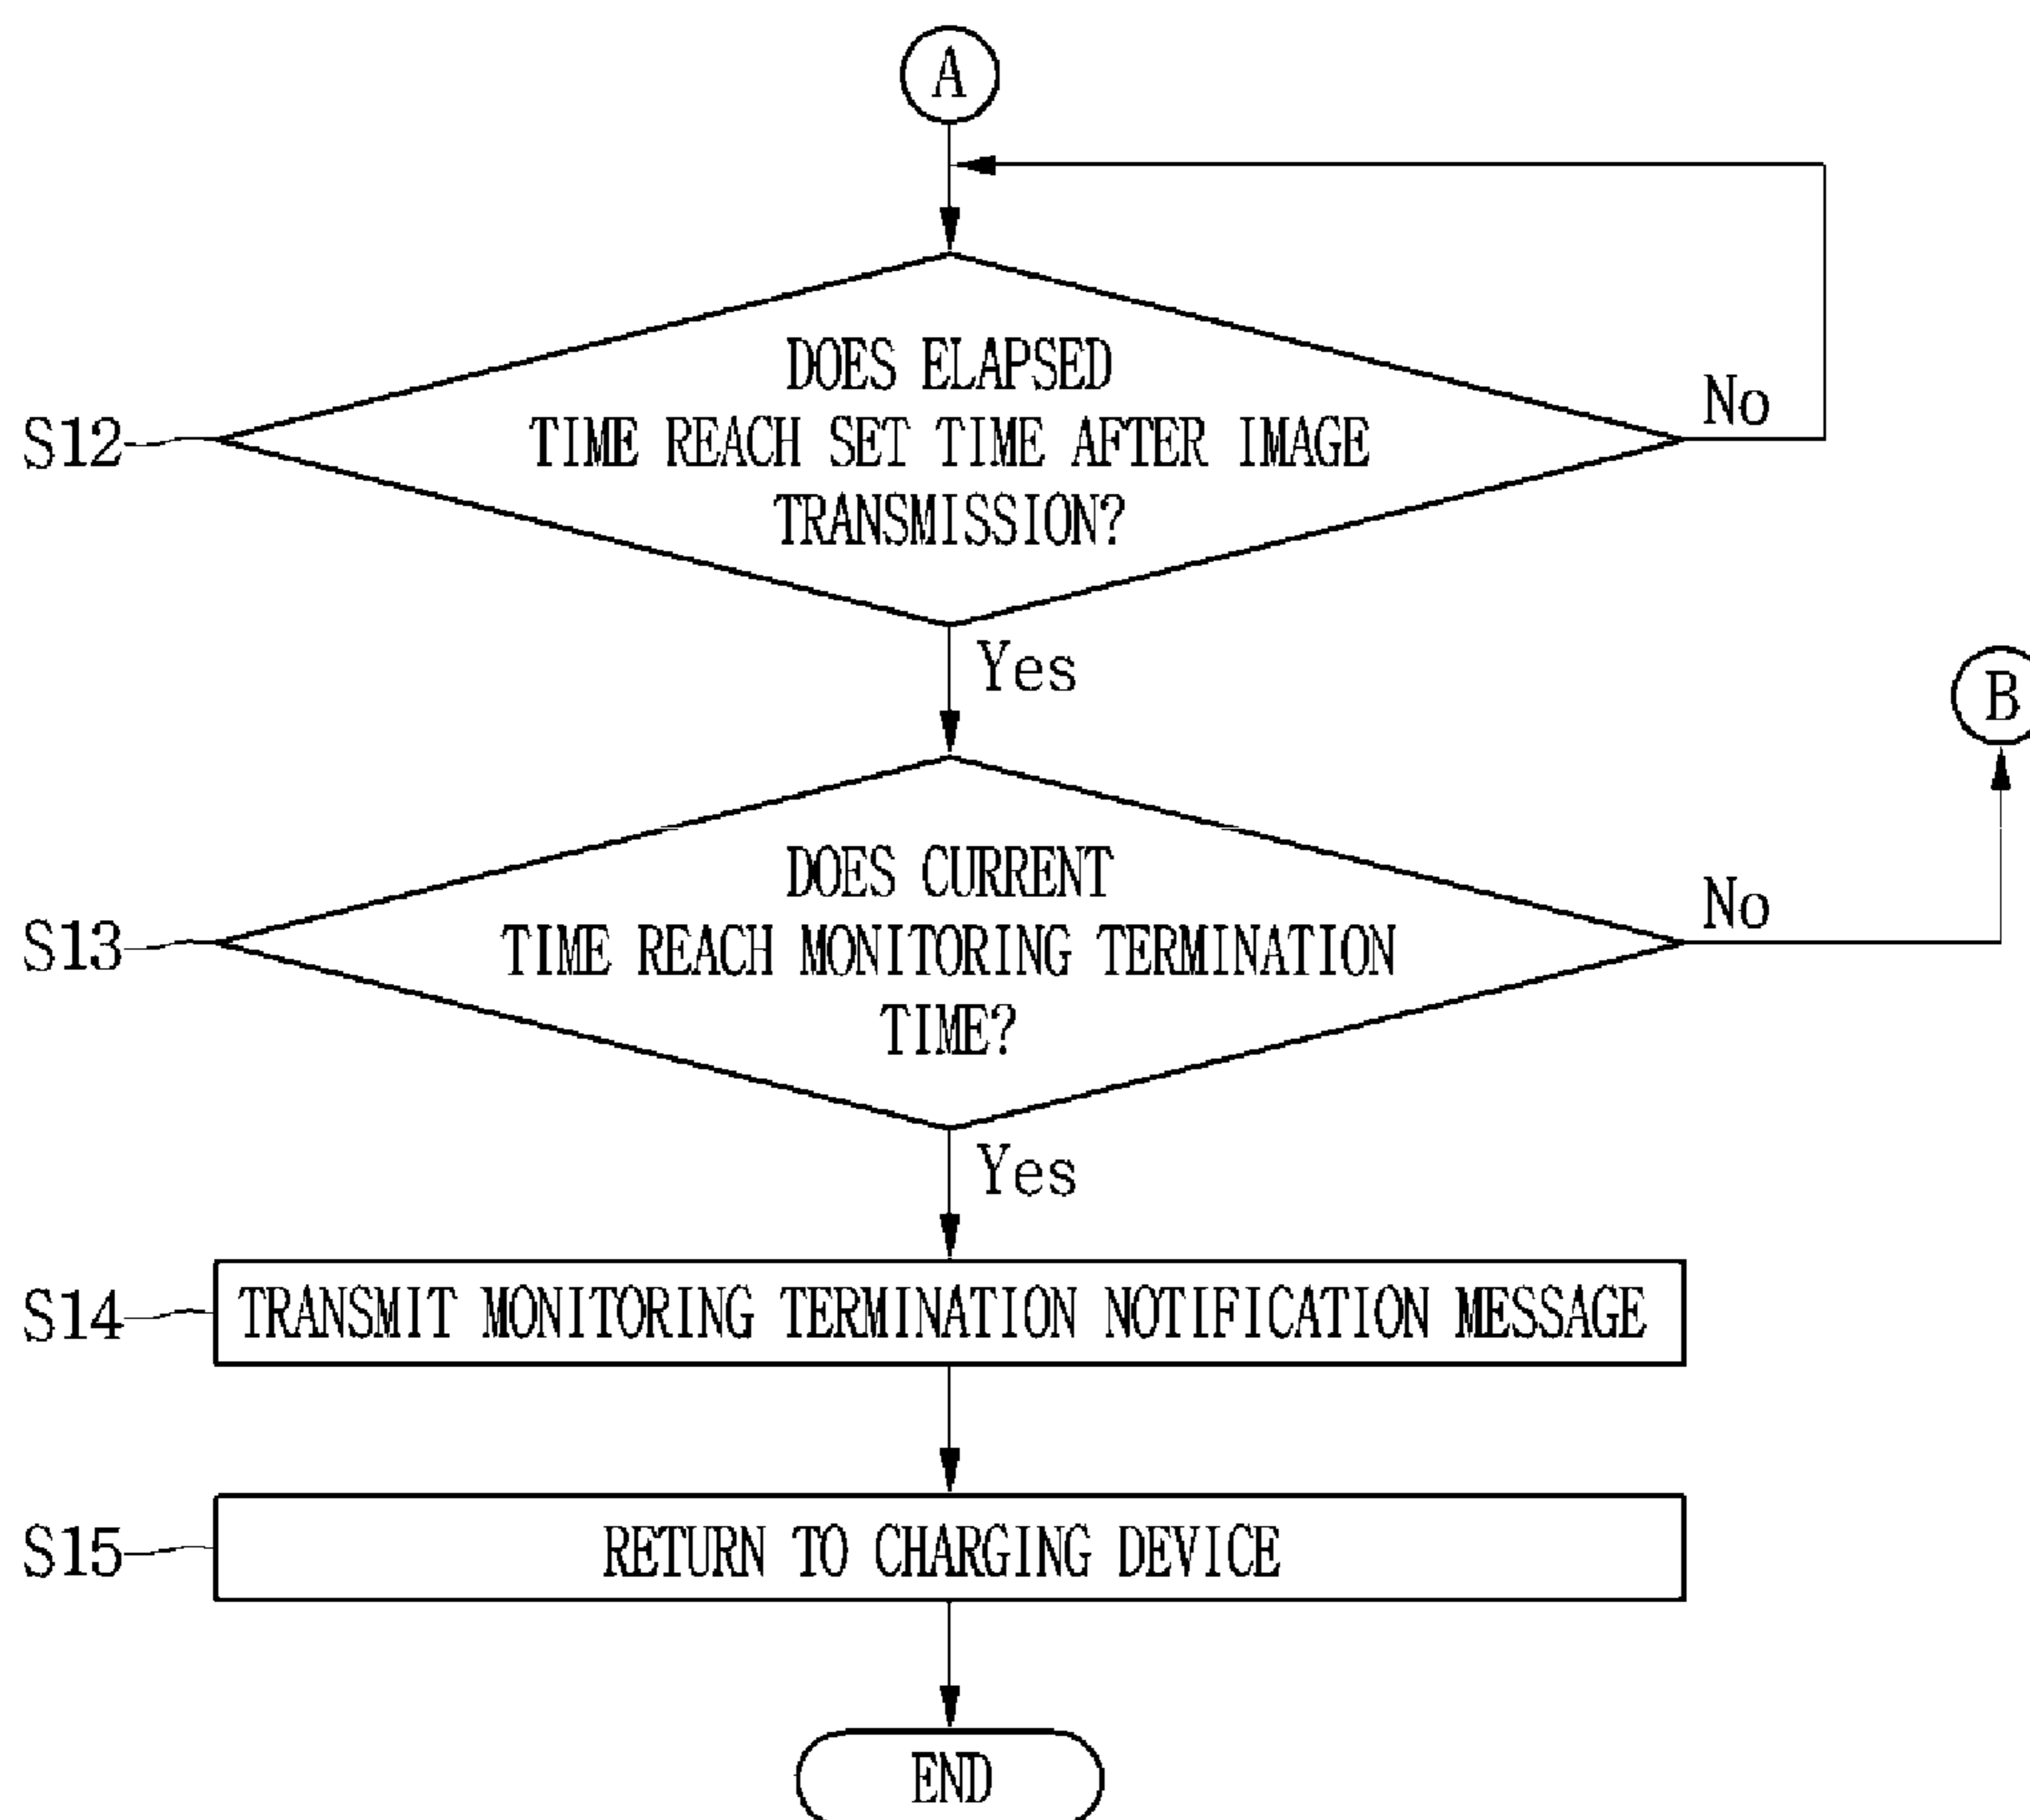 A
DOES ELAPSED
TIME REACH SET TIME AFTER IMAGE
TRANSMISSION?
S12
No
Yes
B
DOES CURRENT
TIME REACH MONITORING TERMINATION
TIME?
S13
No
Yes
S14
TRANSMIT MONITORING TERMINATION NOTIFICATION MESSAGE
S15
RETURN TO CHARGING DEVICE
END